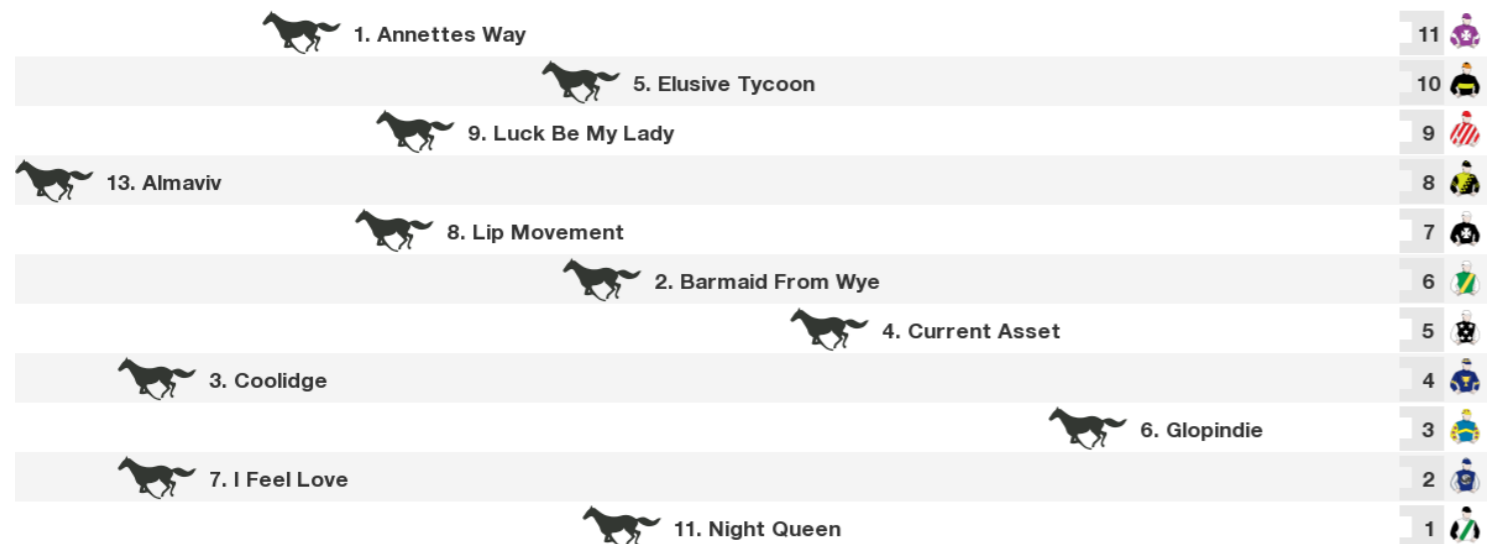 1. Annettes Way 11
5. Elusive Tycoon 10
9. Luck Be My Lady 9
13. Almaviv 8
8. Lip Movement 7
2. Barmaid From Wye 6
4. Current Asset 5
3. Coolidge 4
6. Glopindie 3
7. I Feel Love 2
11. Night Queen 1